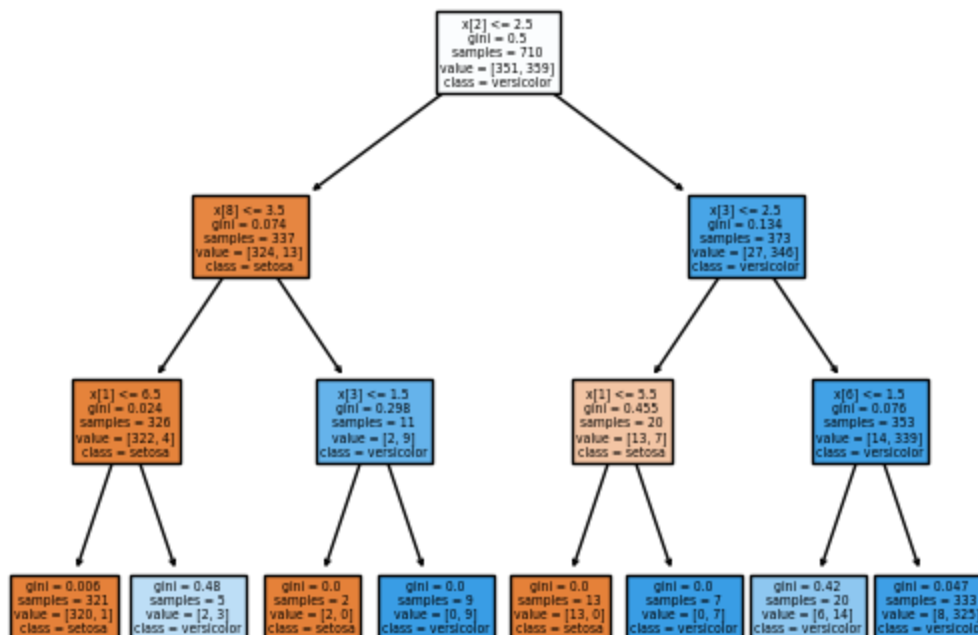 x[2] <= 2.5
gini = 0.5
samples = 710
value = [351, 359]
class = versicolor
x[8] <= 3.5
gini = 0.074
samples = 337
value = [324, 13]
class = setosa
x[3] <= 2.5
gini = 0.134
samples = 373
value = [27, 346]
class = versicolor
x[1] <= 6.5
gini = 0.024
samples = 326
value = [322, 4]
class = setosa
x[3] <= 1.5
gini = 0.298
samples = 11
value = [2, 9]
class = versicolor
x[1] <= 5.5
gini = 0.455
samples = 20
value = [13, 7]
class = setosa
x[6] <= 1.5
gini = 0.076
samples = 353
value = [14, 339]
class = versicolor
gini = 0.006
samples = 321
value = [320, 1]
class = setosa
gini = 0.48
samples = 5
value = [2, 3]
class = versicolor
gini = 0.0
samples = 2
value = [2, 0]
class = setosa
gini = 0.0
samples = 9
value = [0, 9]
class = versicolor
gini = 0.0
samples = 13
value = [13, 0]
class = setosa
gini = 0.0
samples = 7
value = [0, 7]
class = versicolor
gini = 0.42
samples = 20
value = [6, 14]
class = versicolor
gini = 0.047
samples = 333
value = [8,
class =